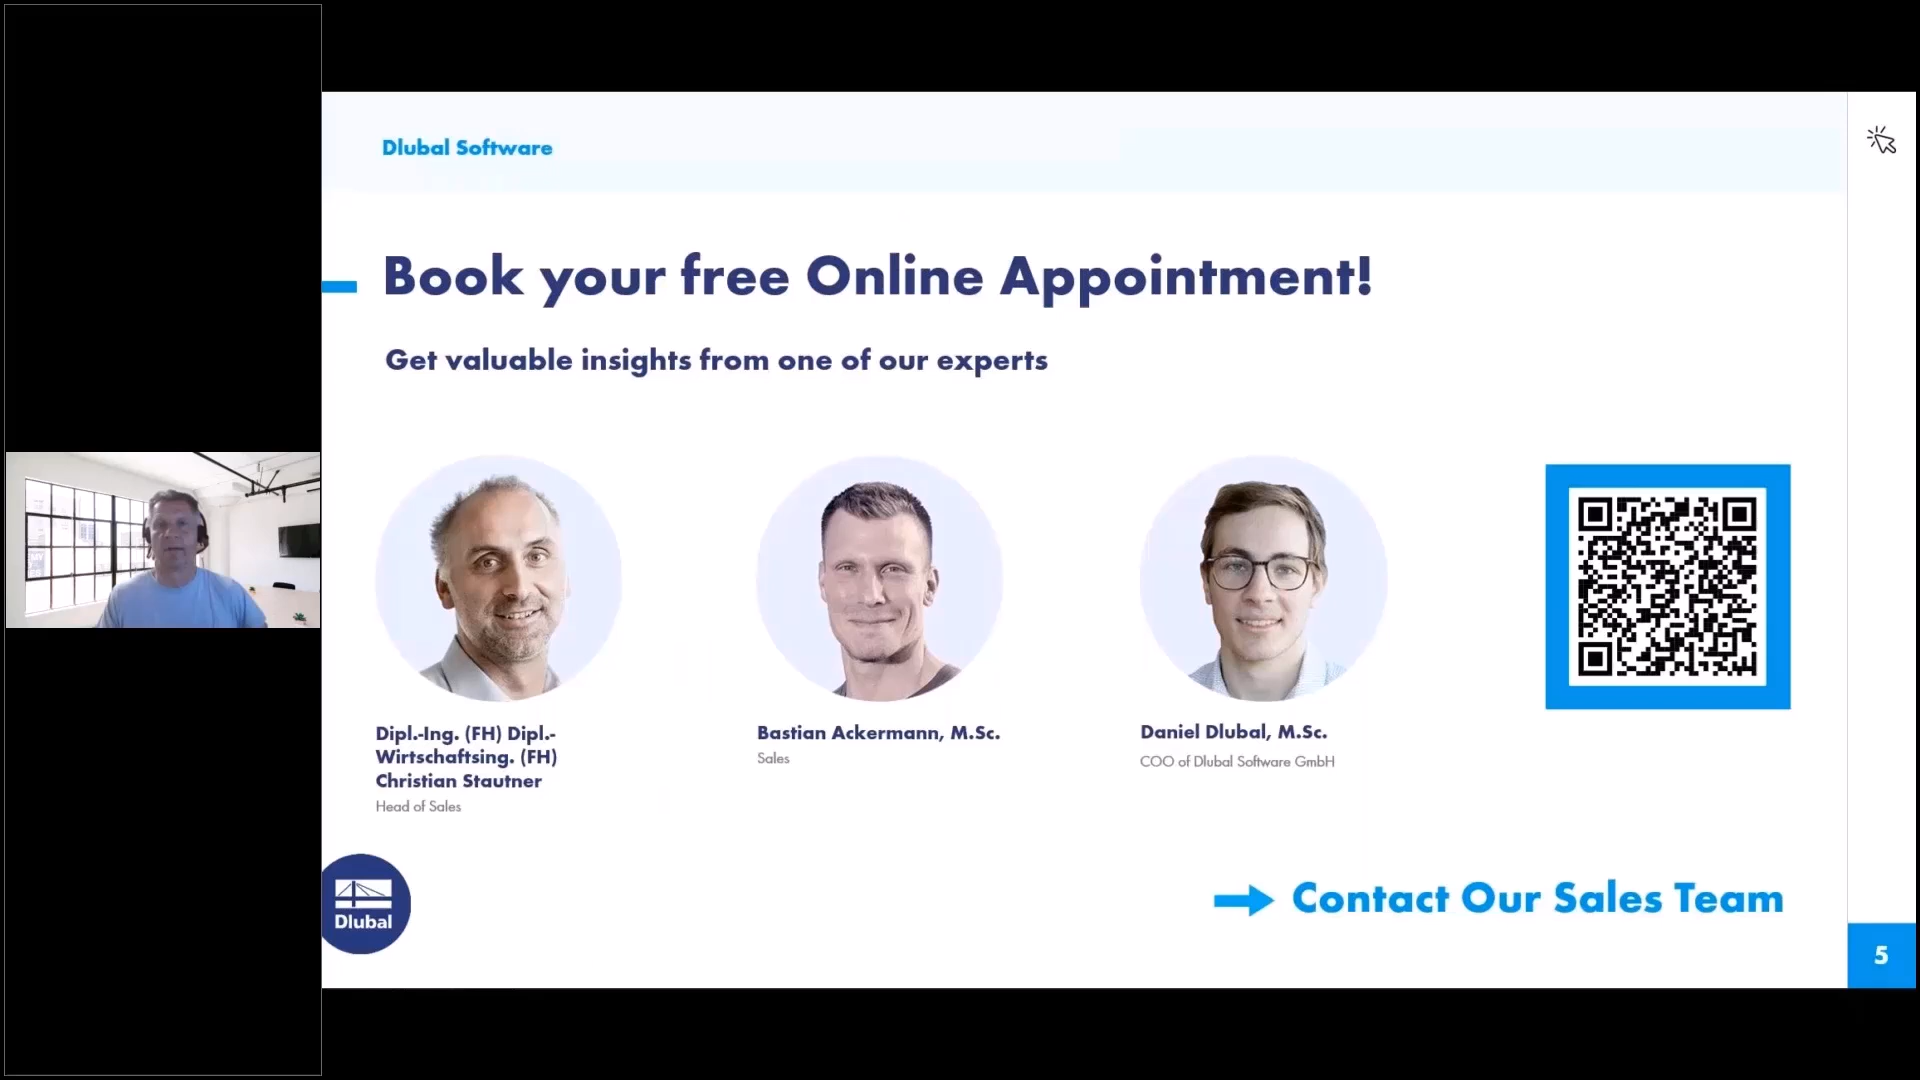 Dlubal Software
Book your free Online Appointment!
Get valuable insights from one of our experts
Dipl.-Ing. (FH) Dipl.-
Wirtschaftsing. (FH)
Christian Stautner
Head of Sales
Bastian Ackermann, M.Sc.
Sales
Daniel Dlubal, M.Sc.
COO of Dlubal Software GmbH
Dlubal
Contact Our Sales Team
5